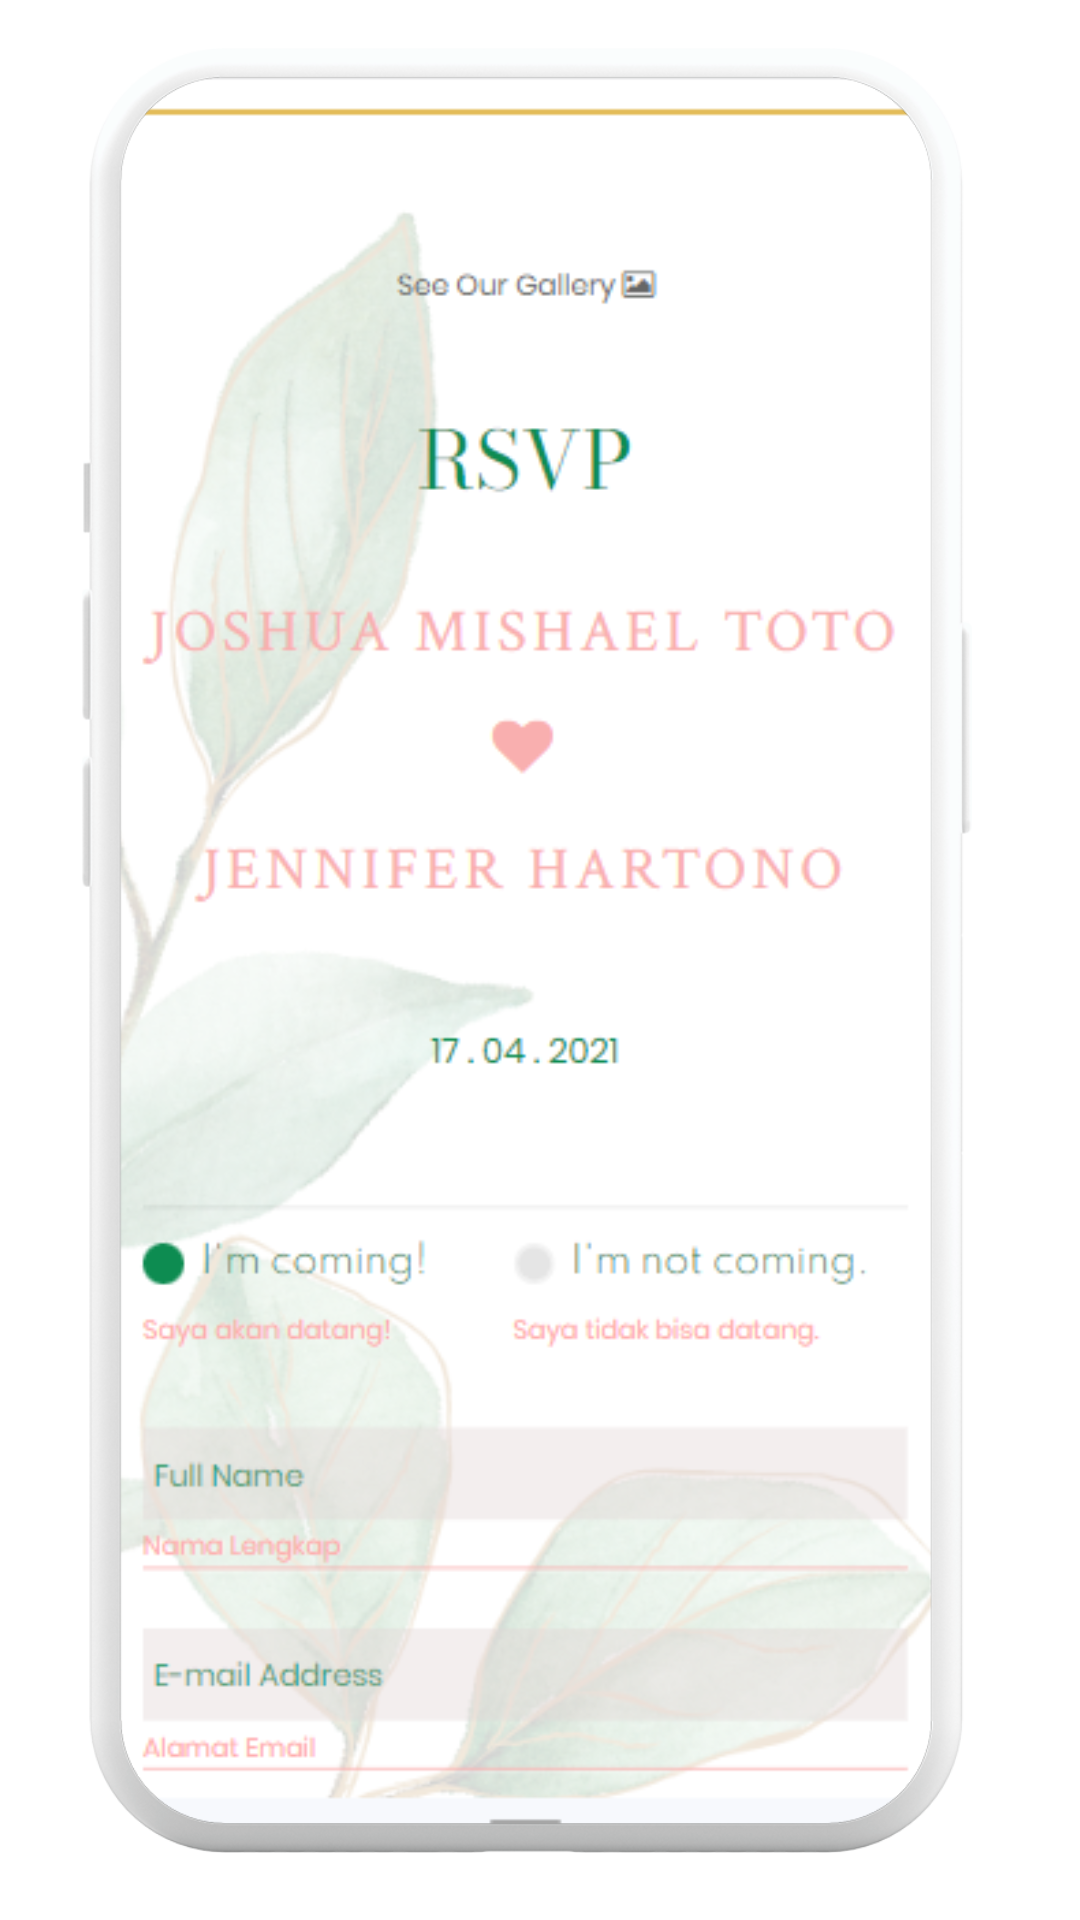 See Our Gallery
RSVP
JOSHUA MISHAEL TOTO
JENNIFER HARTONO
17 . 04 . 2021
I'm coming! I'm not coming.
Saya akan datang! Saya tidak bisa datang.
Full Name
Nama Lengkap
E-mail Address
Alamat Email